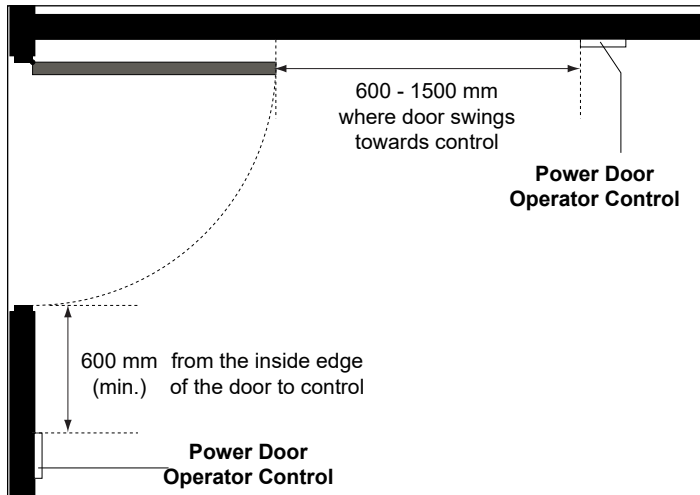 600 - 1500 mm
where door swings
towards control
Power Door
Operator Control
600 mm from the inside edge
(min.) of the door to control
Power Door
Operator Control